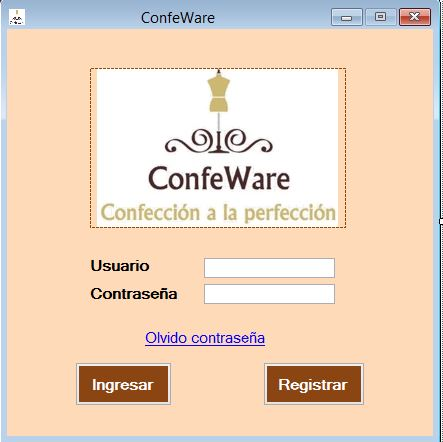 ConfeWare
ConfeWare
Confección a la perfección
Usuario
Contraseña
Olvido contraseña
Ingresar
Registrar